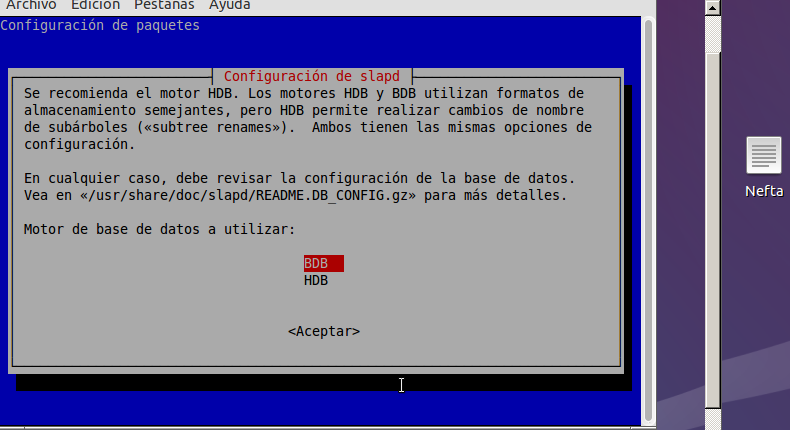 Archivo Edición Pestañas Ayuda
Configuración de paquetes
Configuración de slapd
Se recomienda el motor HDB. Los motores HDB y BDB utilizan formatos de
almacenamiento semejantes, pero HDB permite realizar cambios de nombre
de subárboles («subtree renames»).  Ambos tienen las mismas opciones de
configuración.
En cualquier caso, debe revisar la configuración de la base de datos.
Vea en «/usr/share/doc/slapd/README.DB_CONFIG.gz» para más detalles.
Motor de base de datos a utilizar:
BDB
HDB
<Aceptar>
Nefta